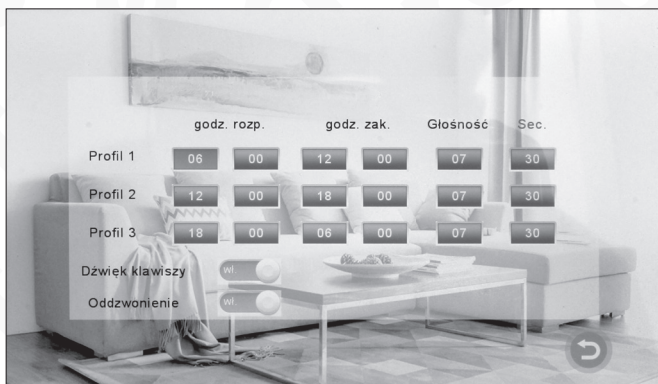 godz. rozp. godz. zak. Głośność Sec.
Profil 1 06 00 12 00 07 30
Profil 2 12 00 18 00 07 30
Profil 3 18 00 06 00 07 30
Dźwięk klawiszy wł.
Oddzwonienie wł.